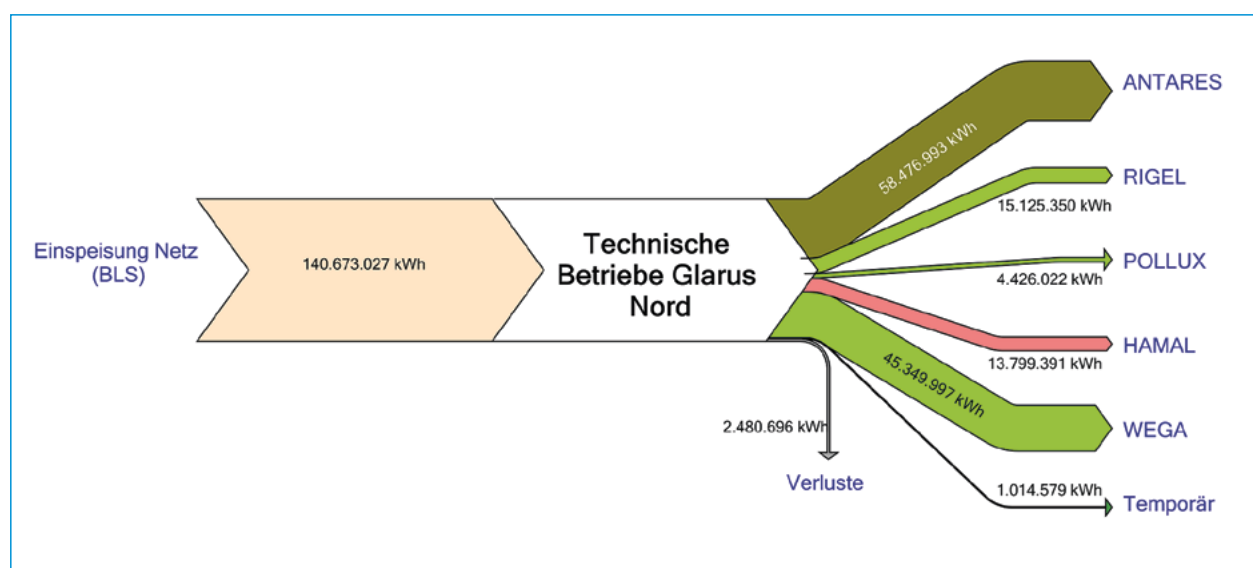 ANTARES
58.476.993 kWh
RIGEL
15.125.350 kWh
Einspeisung Netz
(BLS)
140.673.027 kWh
Technische
Betriebe Glarus
Nord
POLLUX
4.426.022 kWh
HAMAL
13.799.391 kWh
45.349.997 kWh
WEGA
2.480.696 kWh
Verluste
1.014.579 kWh
Temporär